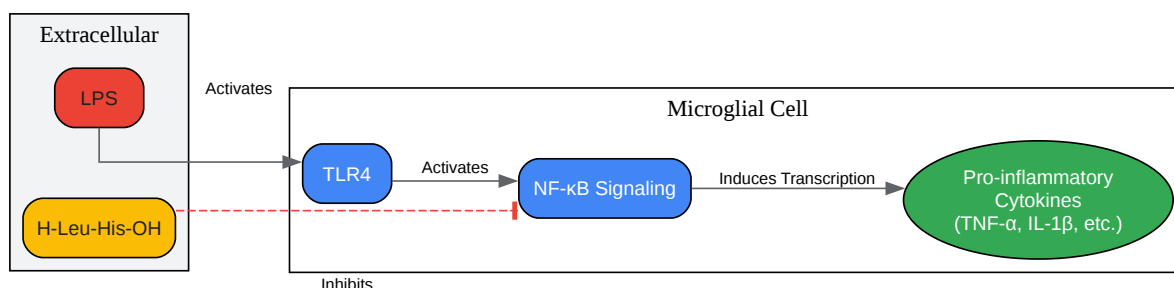 Extracellular
LPS
Activates
Microglial Cell
TLR4
Activates
NF-κB Signaling
Induces Transcription
Pro-inflammatory
Cytokines
(TNF-α, IL-1β, etc.)
H-Leu-His-OH
Inhibits